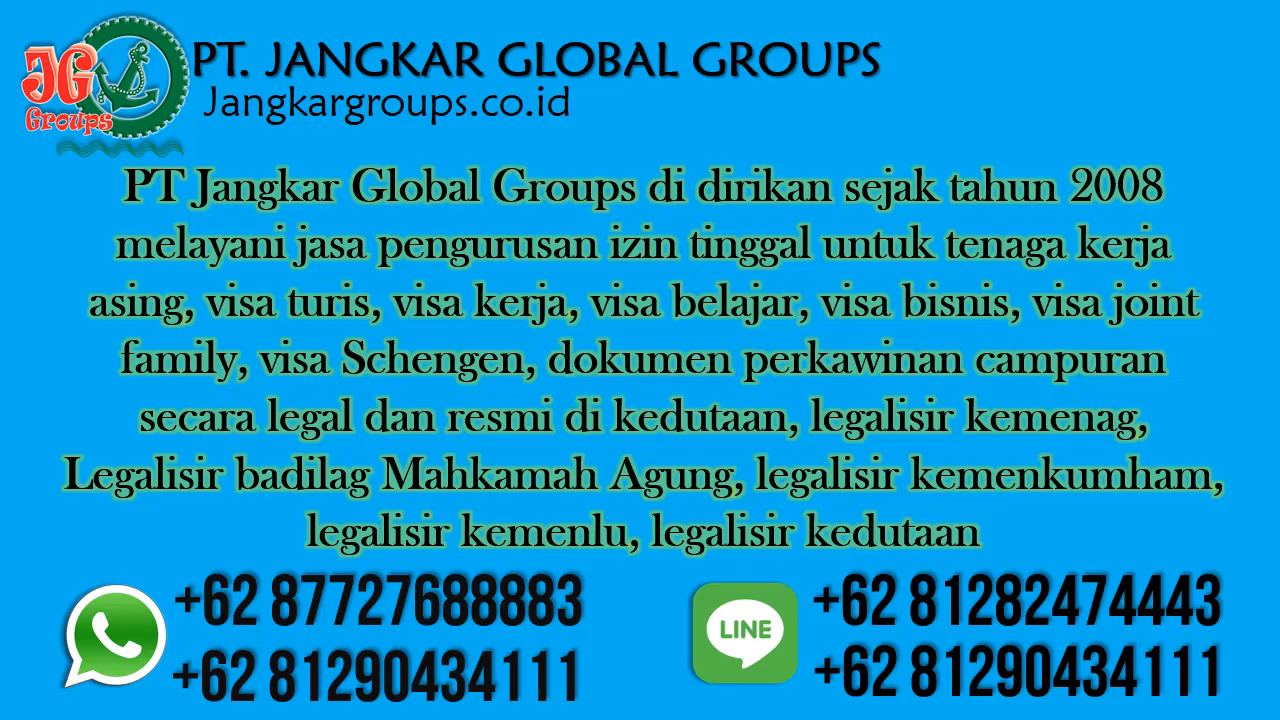 JG
Groups
PT. JANGKAR GLOBAL GROUPS
Jangkargroups.co.id
PT Jangkar Global Groups di dirikan sejak tahun 2008
melayani jasa pengurusan izin tinggal untuk tenaga kerja
asing, visa turis, visa kerja, visa belajar, visa bisnis, visa joint
family, visa Schengen, dokumen perkawinan campuran
secara legal dan resmi di kedutaan, legalisir kemenag,
Legalisir badilag Mahkamah Agung, legalisir kemenkumham,
legalisir kemenlu, legalisir kedutaan
+62 87727688883
+62 81290434111
LINE
+62 81282474443
+62 81290434111